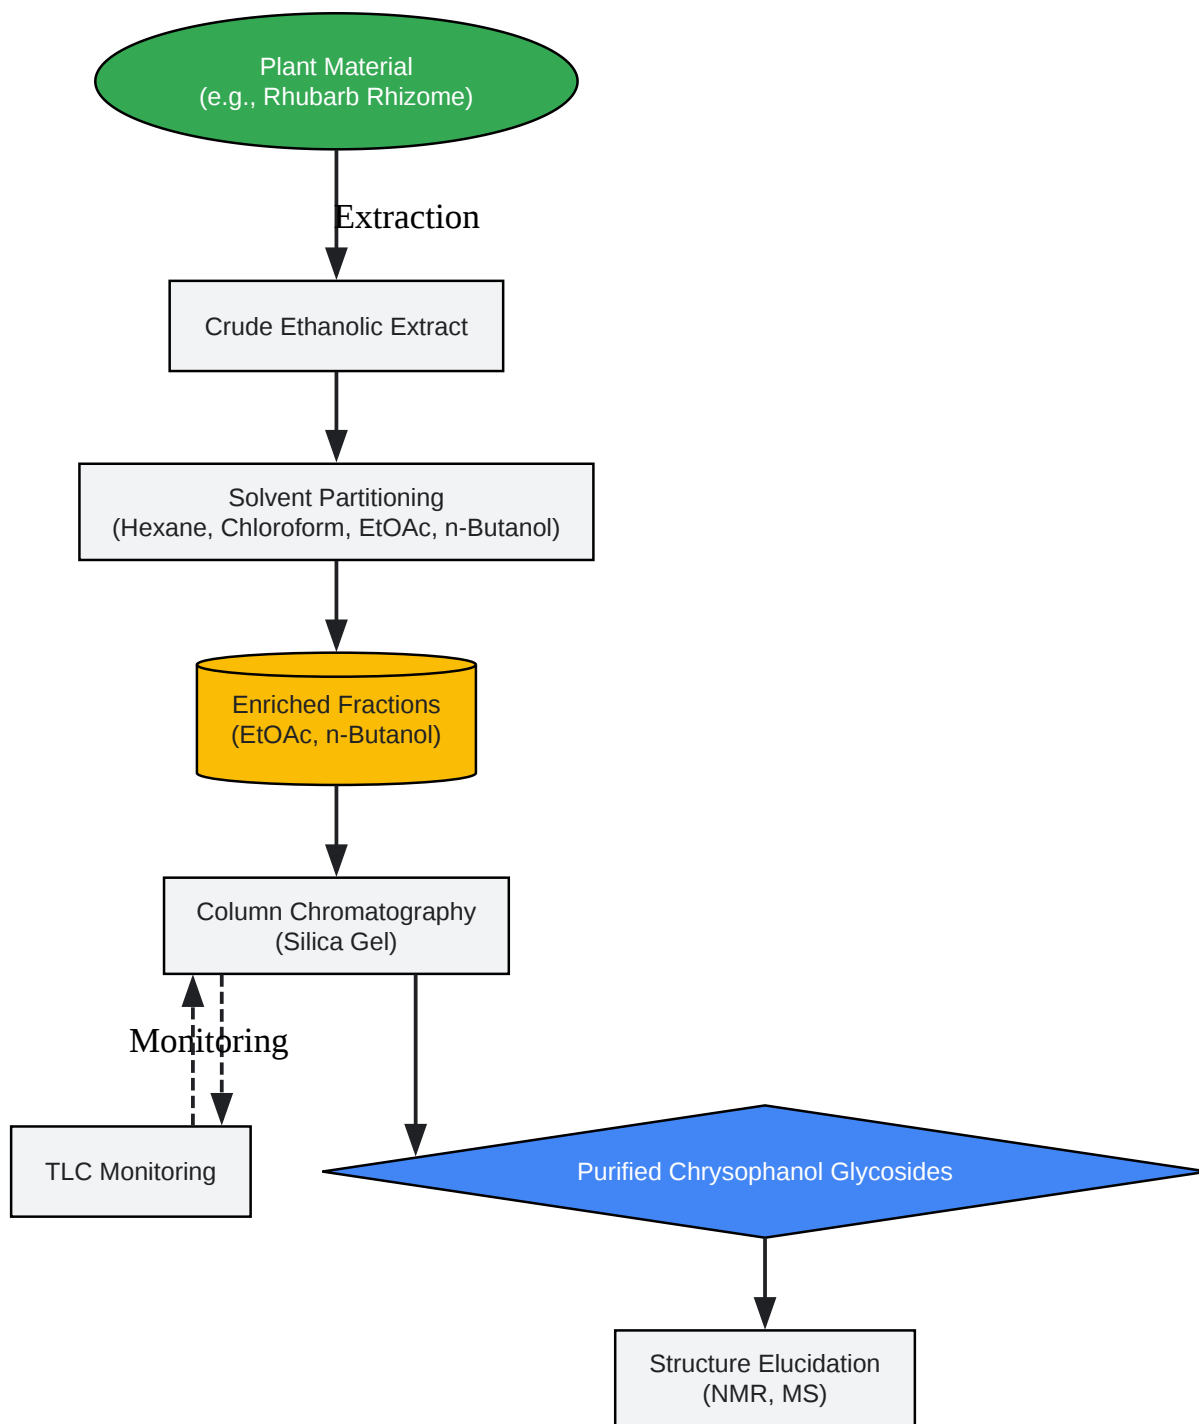 Plant Material
(e.g., Rhubarb Rhizome)
Extraction
Crude Ethanolic Extract
Solvent Partitioning
(Hexane, Chloroform, EtOAc, n-Butanol)
Enriched Fractions
(EtOAc, n-Butanol)
Column Chromatography
(Silica Gel)
Monitoring
TLC Monitoring
Purified Chrysophanol Glycosides
Structure Elucidation
(NMR, MS)